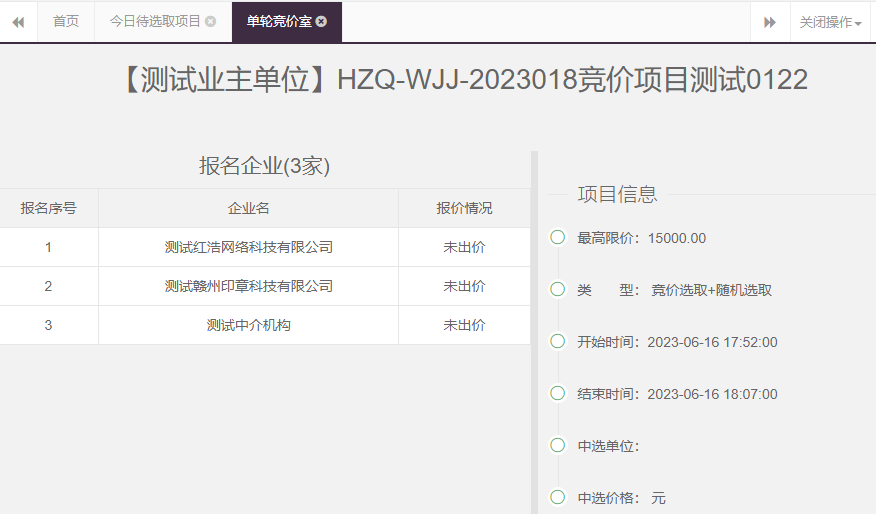 首页 今日待选取项目 单轮竞价室 关闭操作
【测试业主单位】HZQ-WJJ-2023018竞价项目测试0122
报名企业(3家)
报名序号 企业名 报价情况
1 测试红浩网络科技有限公司 未出价
2 测试赣州印章科技有限公司 未出价
3 测试中介机构 未出价
项目信息
最高限价：15000.00
类　　型： 竞价选取+随机选取
开始时间：2023-06-16 17:52:00
结束时间：2023-06-16 18:07:00
中选单位：
中选价格： 元